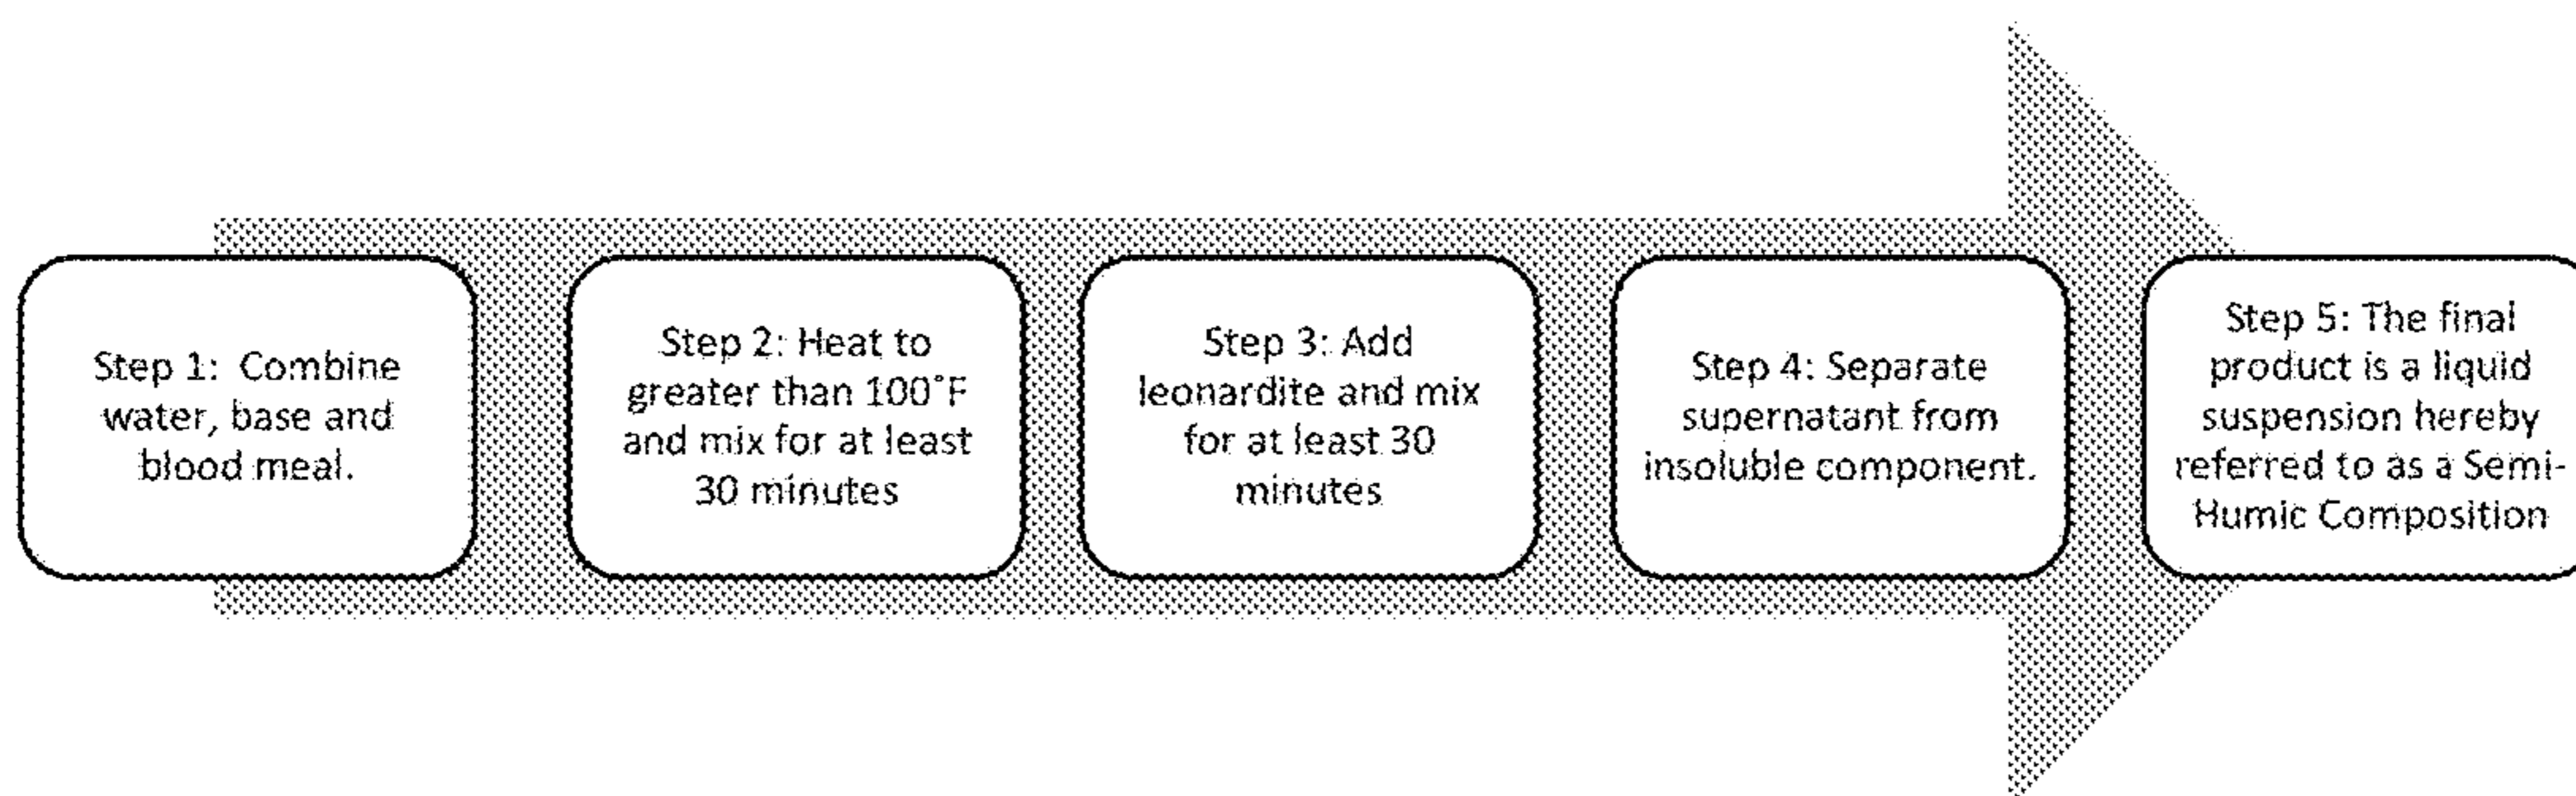 Step 1: Combine
water, base and
blood meal.
Step 2: Heat to
greater than 100°F
and mix for at least
30 minutes
Step 3: Add
leonardite and mix
for at least 30
minutes
Step 4: Separate
supernatant from
insoluble component.
Step 5: The final
product is a liquid
suspension hereby
referred to as a Semi-
Humic Composition